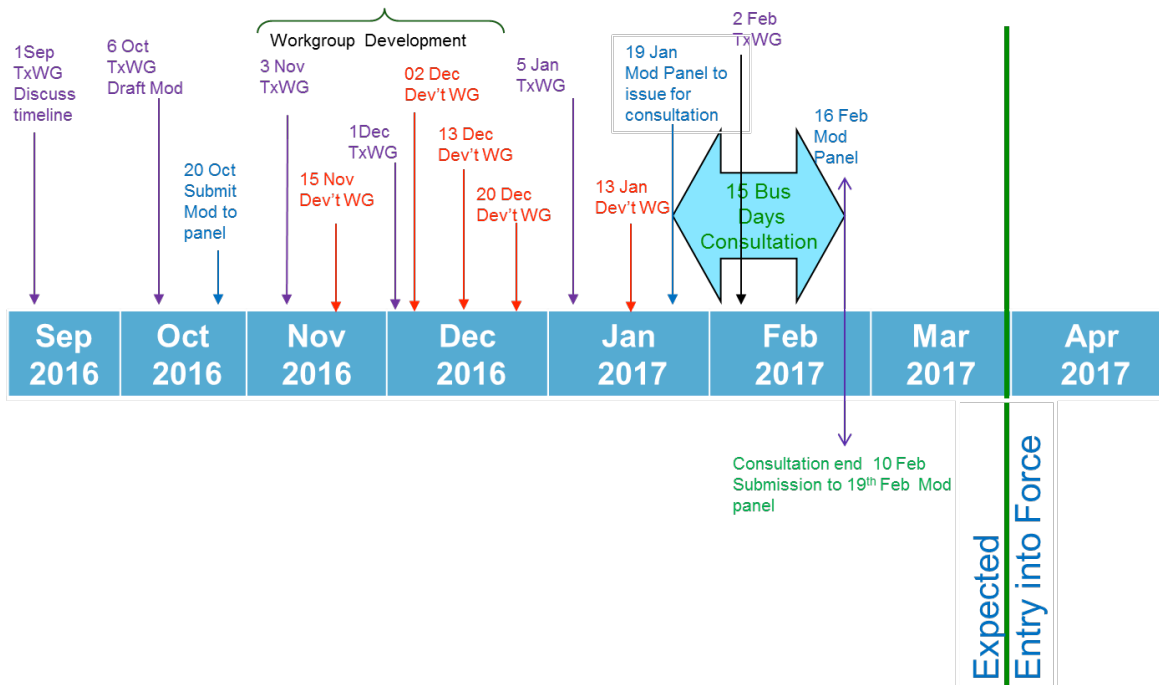 Workgroup Development
1Sep
TxWG
Discuss
timeline
6 Oct
TxWG
Draft Mod
20 Oct
Submit
Mod to
panel
3 Nov
TxWG
15 Nov
Dev't WG
1Dec
TxWG
02 Dec
Dev't WG
13 Dec
Dev't WG
20 Dec
Dev't WG
5 Jan
TxWG
13 Jan
Dev't WG
19 Jan
Mod Panel to
issue for
consultation
2 Feb
TxWG
16 Feb
Mod
Panel
15 Bus
Days
Consultation
Sep
2016
Oct
2016
Nov
2016
Dec
2016
Jan
2017
Feb
2017
Mar
2017
Apr
2017
Consultation end 10 Feb
Submission to 19th Feb Mod
panel
Expected
Entry into Force